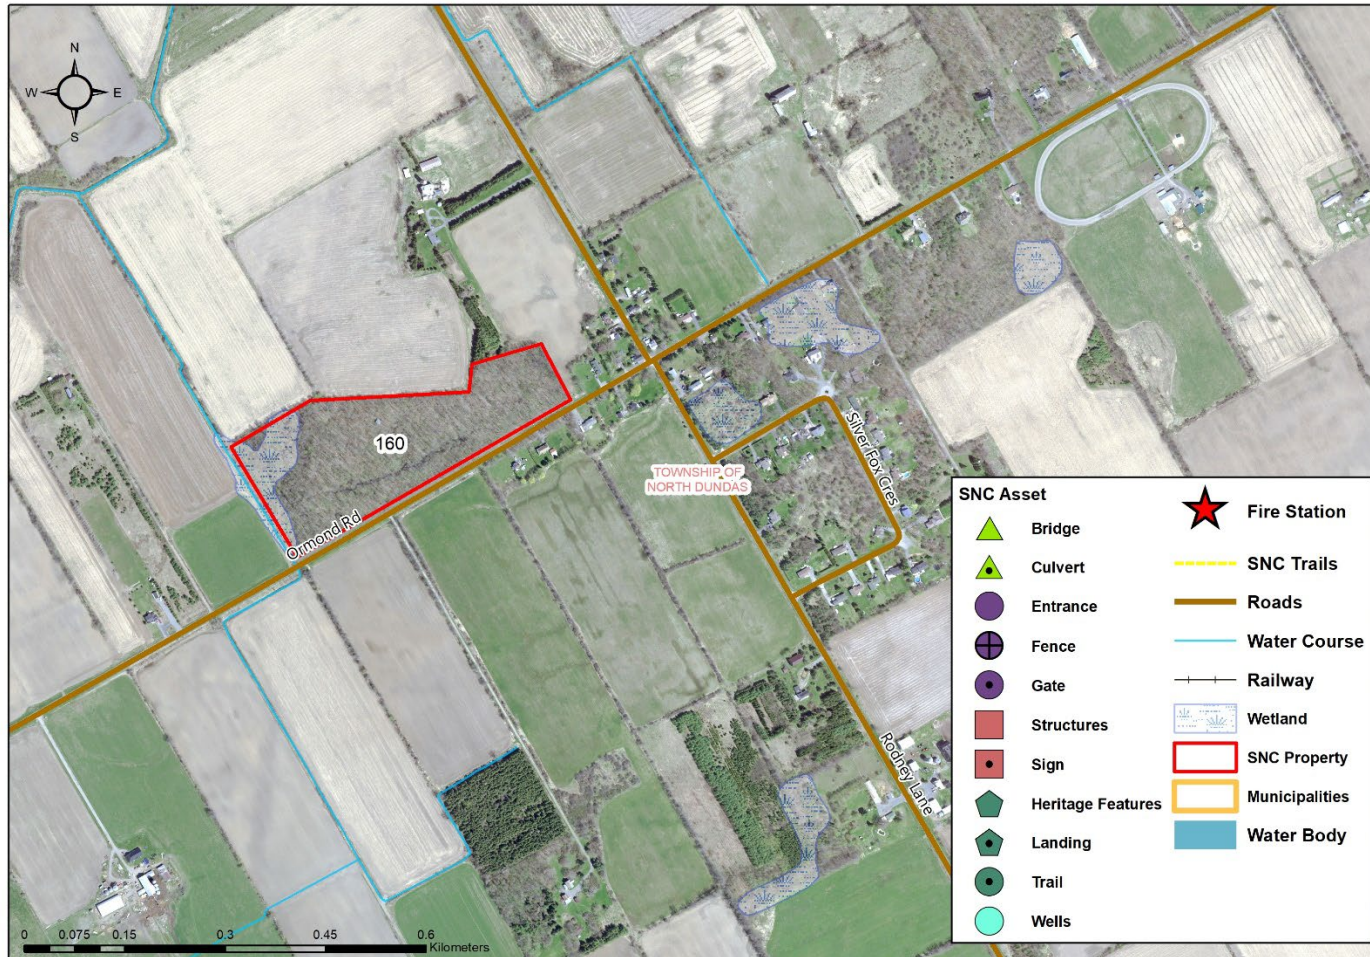 N
W E
S
160
Ormond Rd
TOWNSHIP OF
NORTH DUNDAS
Silver Fox Cres
Rodney Lane
SNC Asset
Bridge
Culvert
Entrance
Fence
Gate
Structures
Sign
Heritage Features
Landing
Trail
Wells
Fire Station
SNC Trails
Roads
Water Course
Railway
Wetland
SNC Property
Municipalities
Water Body
0 0.075 0.15 0.3 0.45 0.6
Kilometers